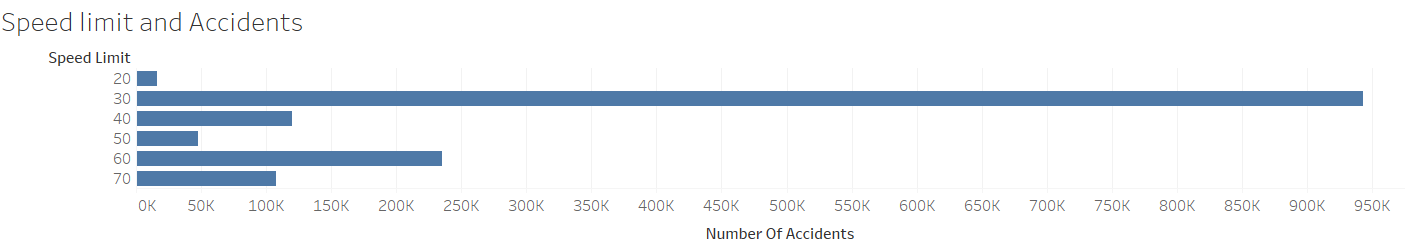 Speed limit and Accidents
Speed Limit
20
30
40
50
60
70
0K 50K 100K 150K 200K 250K 300K 350K 400K 450K 500K 550K 600K 650K 700K 750K 800K 850K 900K 950K
Number Of Accidents